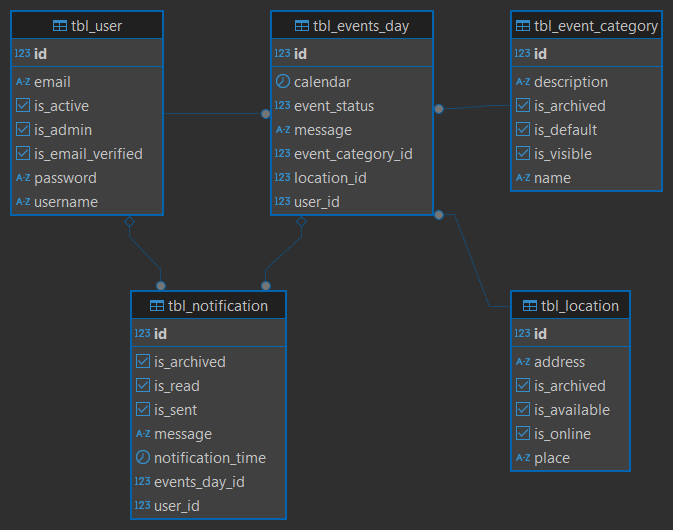 tbl_user
123 id
A-Z email
is_active
is_admin
is_email_verified
A-Z password
A-Z username
tbl_events_day
123 id
calendar
123 event_status
A-Z message
123 event_category_id
123 location_id
123 user_id
tbl_event_category
123 id
A-Z description
is_archived
is_default
is_visible
A-Z name
tbl_notification
123 id
is_archived
is_read
is_sent
A-Z message
notification_time
123 events_day_id
123 user_id
tbl_location
123 id
A-Z address
is_archived
is_available
is_online
A-Z place